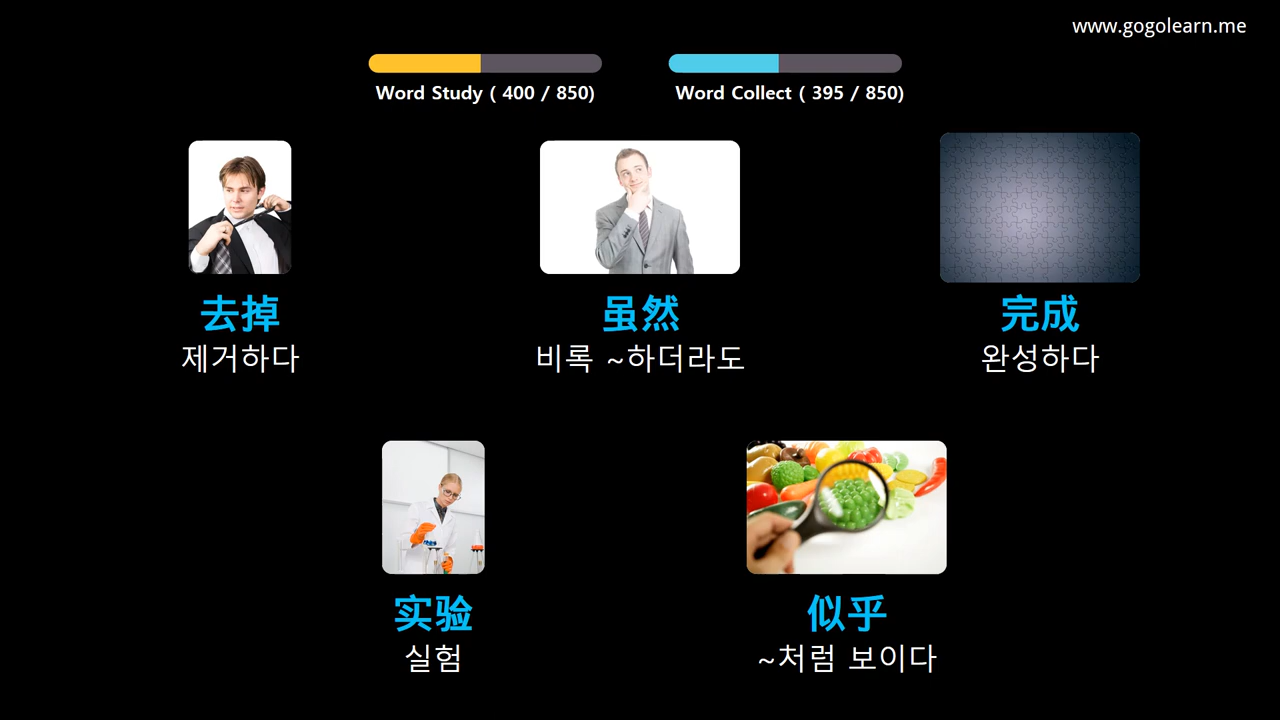 www.gogolearn.me
Word Study ( 400 / 850)
Word Collect ( 395 / 850)
去掉
제거하다
虽然
비록 ~하더라도
完成
완성하다
实验
실험
似乎
~처럼 보이다